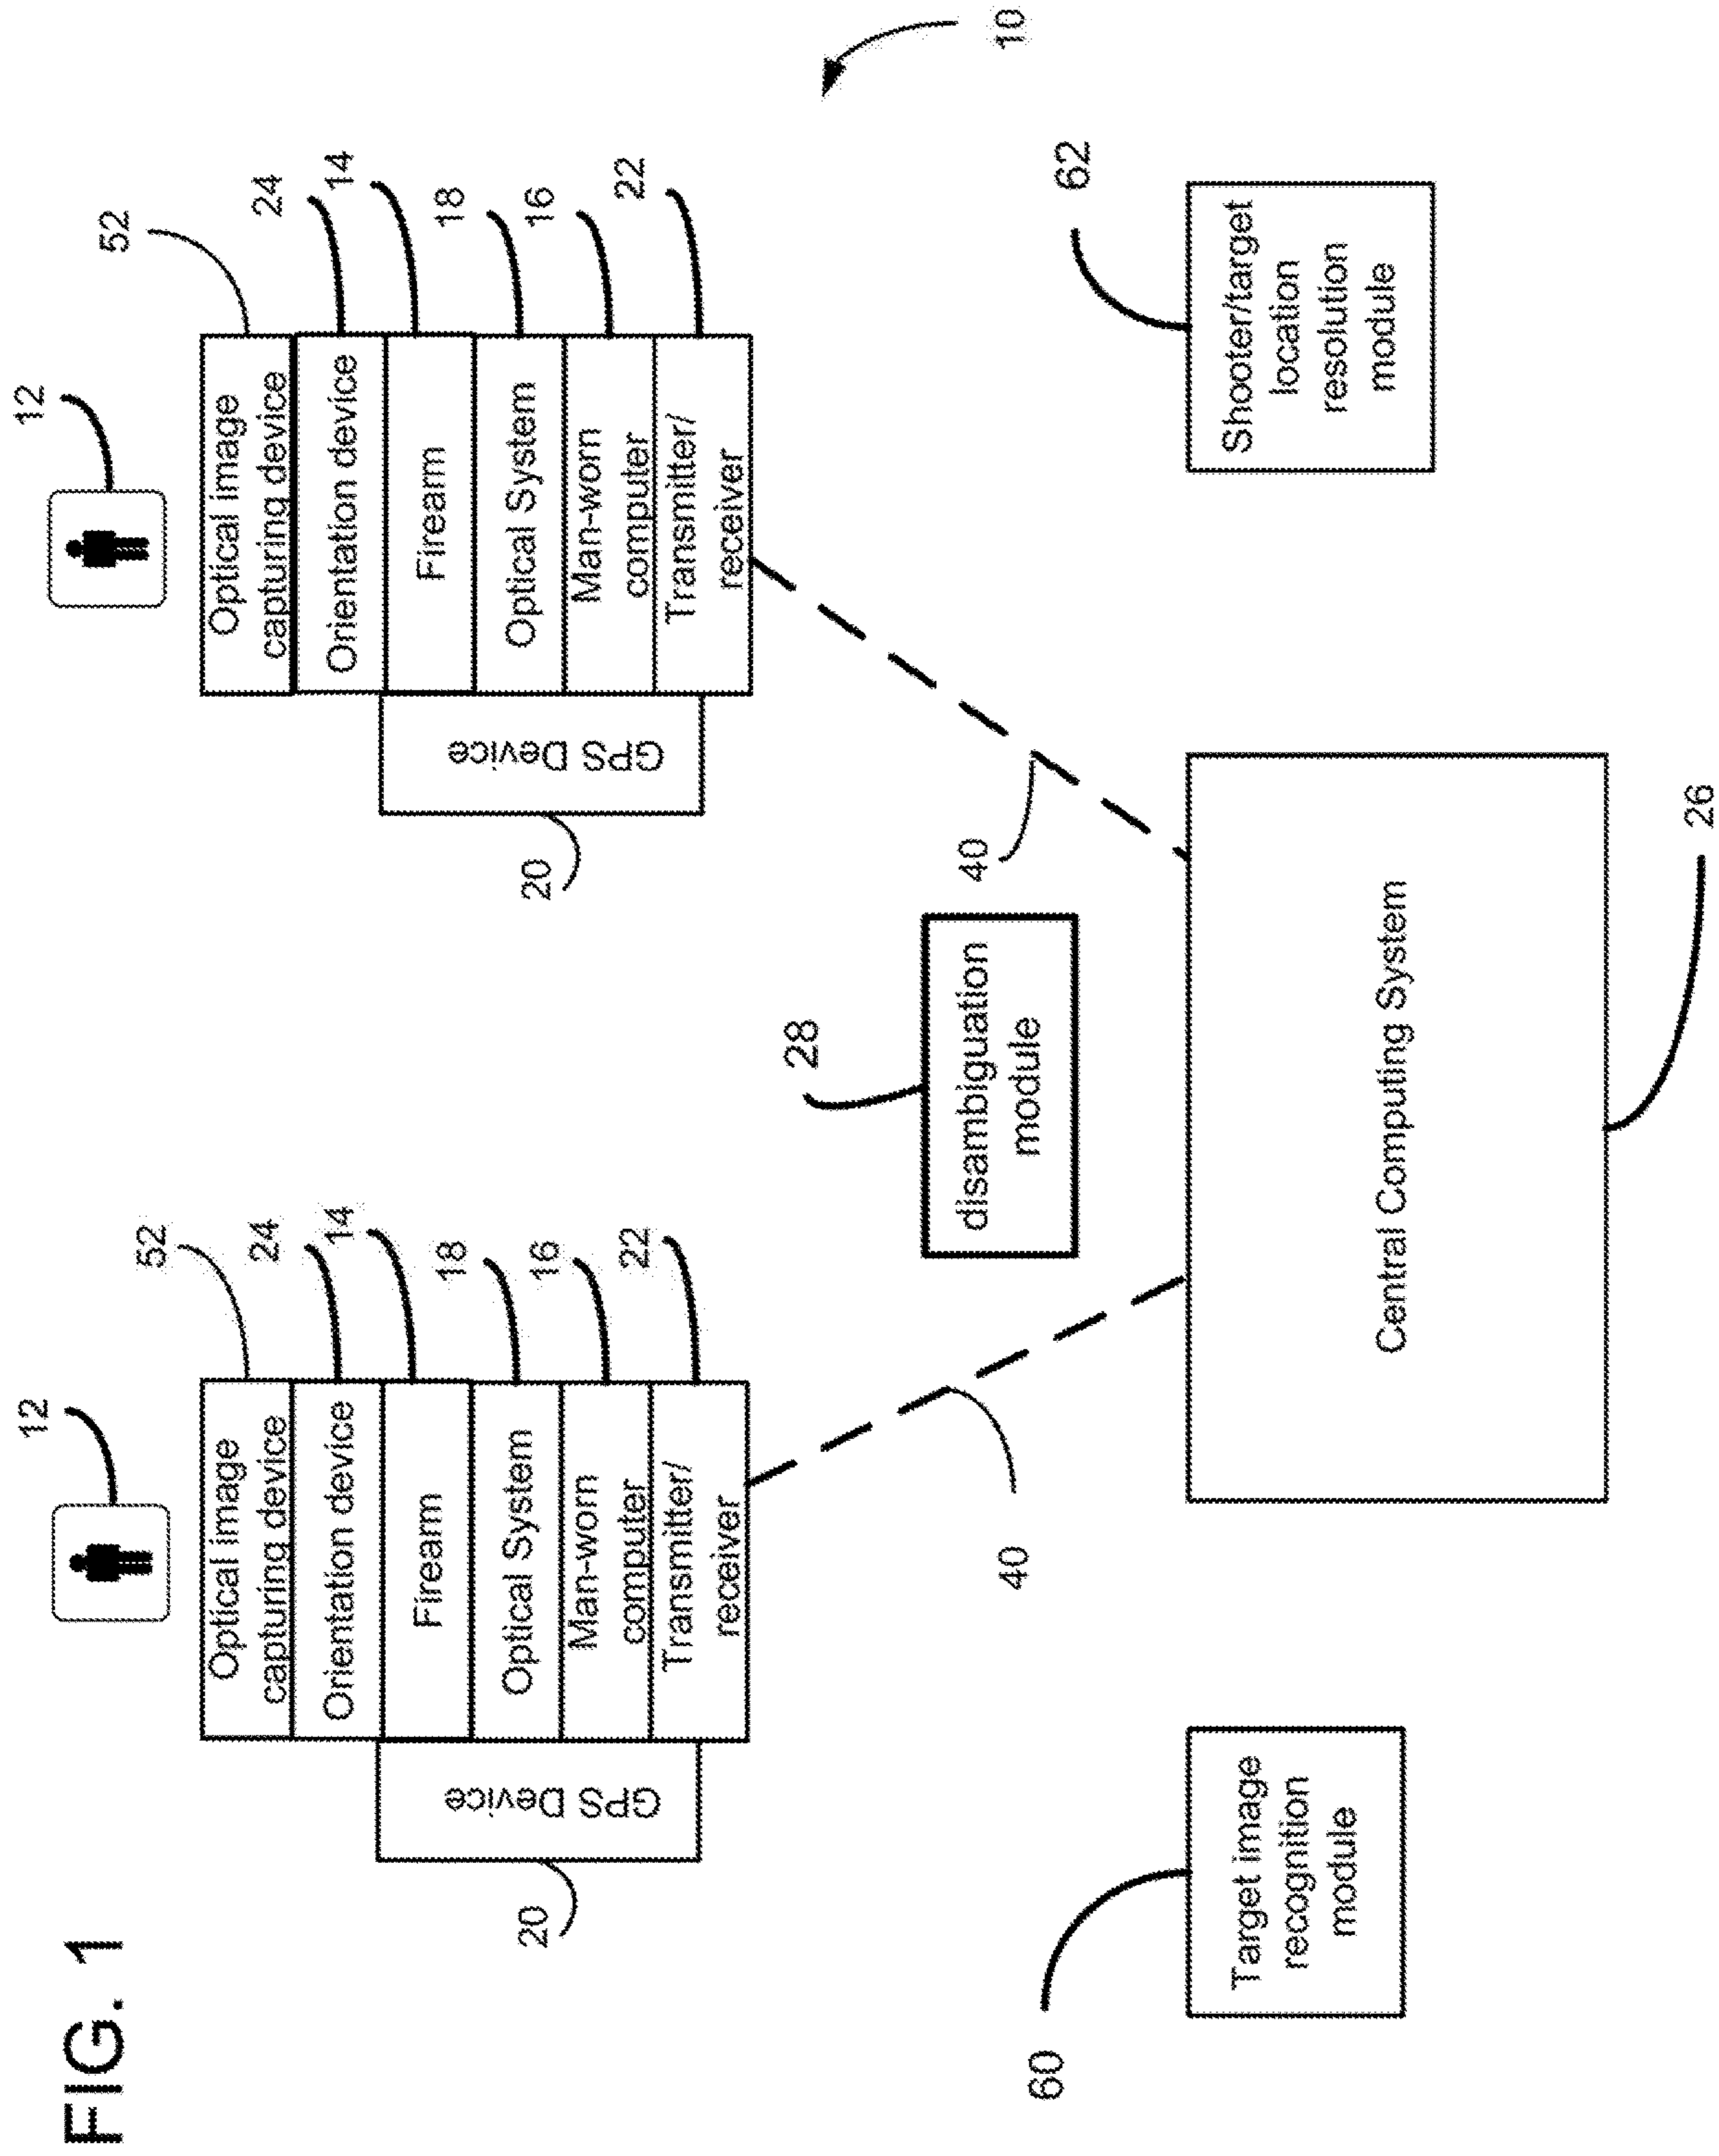 FIG. 1
12
52
24
14
18
16
22
Optical image
capturing device
Orientation device
Firearm
Optical System
Man-worn
computer
Transmitter/
receiver
GPS Device
20
12
52
24
14
18
16
22
Optical image
capturing device
Orientation device
Firearm
Optical System
Man-worn
computer
Transmitter/
receiver
GPS Device
20
10
28
disambiguation
module
40
40
60
Target image
recognition
module
Central Computing System
26
62
Shooter/target
location
resolution
module